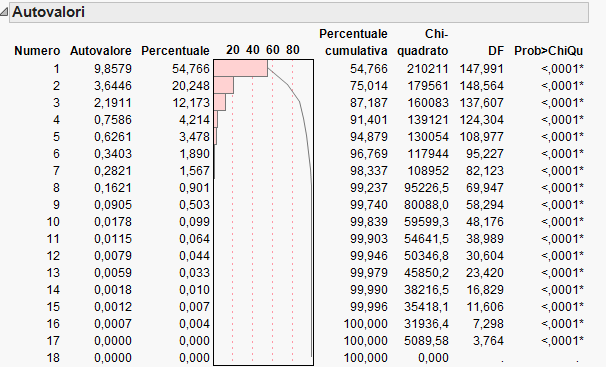 Autovalori
Percentuale Chi-
Numero Autovalore Percentuale 20 40 60 80 cumulativa quadrato DF Prob>ChiQu
1 9,8579 54,766 54,766 210211 147,991 <,0001*
2 3,6446 20,248 75,014 179561 148,564 <,0001*
3 2,1911 12,173 87,187 160083 137,607 <,0001*
4 0,7586 4,214 91,401 139121 124,304 <,0001*
5 0,6261 3,478 94,879 130054 108,977 <,0001*
6 0,3403 1,890 96,769 117944 95,227 <,0001*
7 0,2821 1,567 98,337 108952 82,123 <,0001*
8 0,1621 0,901 99,237 95226,5 69,947 <,0001*
9 0,0905 0,503 99,740 80088,0 58,294 <,0001*
10 0,0178 0,099 99,839 59599,3 48,176 <,0001*
11 0,0115 0,064 99,903 54641,5 38,989 <,0001*
12 0,0079 0,044 99,946 50346,8 30,604 <,0001*
13 0,0059 0,033 99,979 45850,2 23,420 <,0001*
14 0,0018 0,010 99,990 38216,5 16,829 <,0001*
15 0,0012 0,007 99,996 35418,1 11,606 <,0001*
16 0,0007 0,004 100,000 31936,4 7,298 <,0001*
17 0,0000 0,000 100,000 5089,58 3,764 <,0001*
18 0,0000 0,000 100,000 0,000 . .